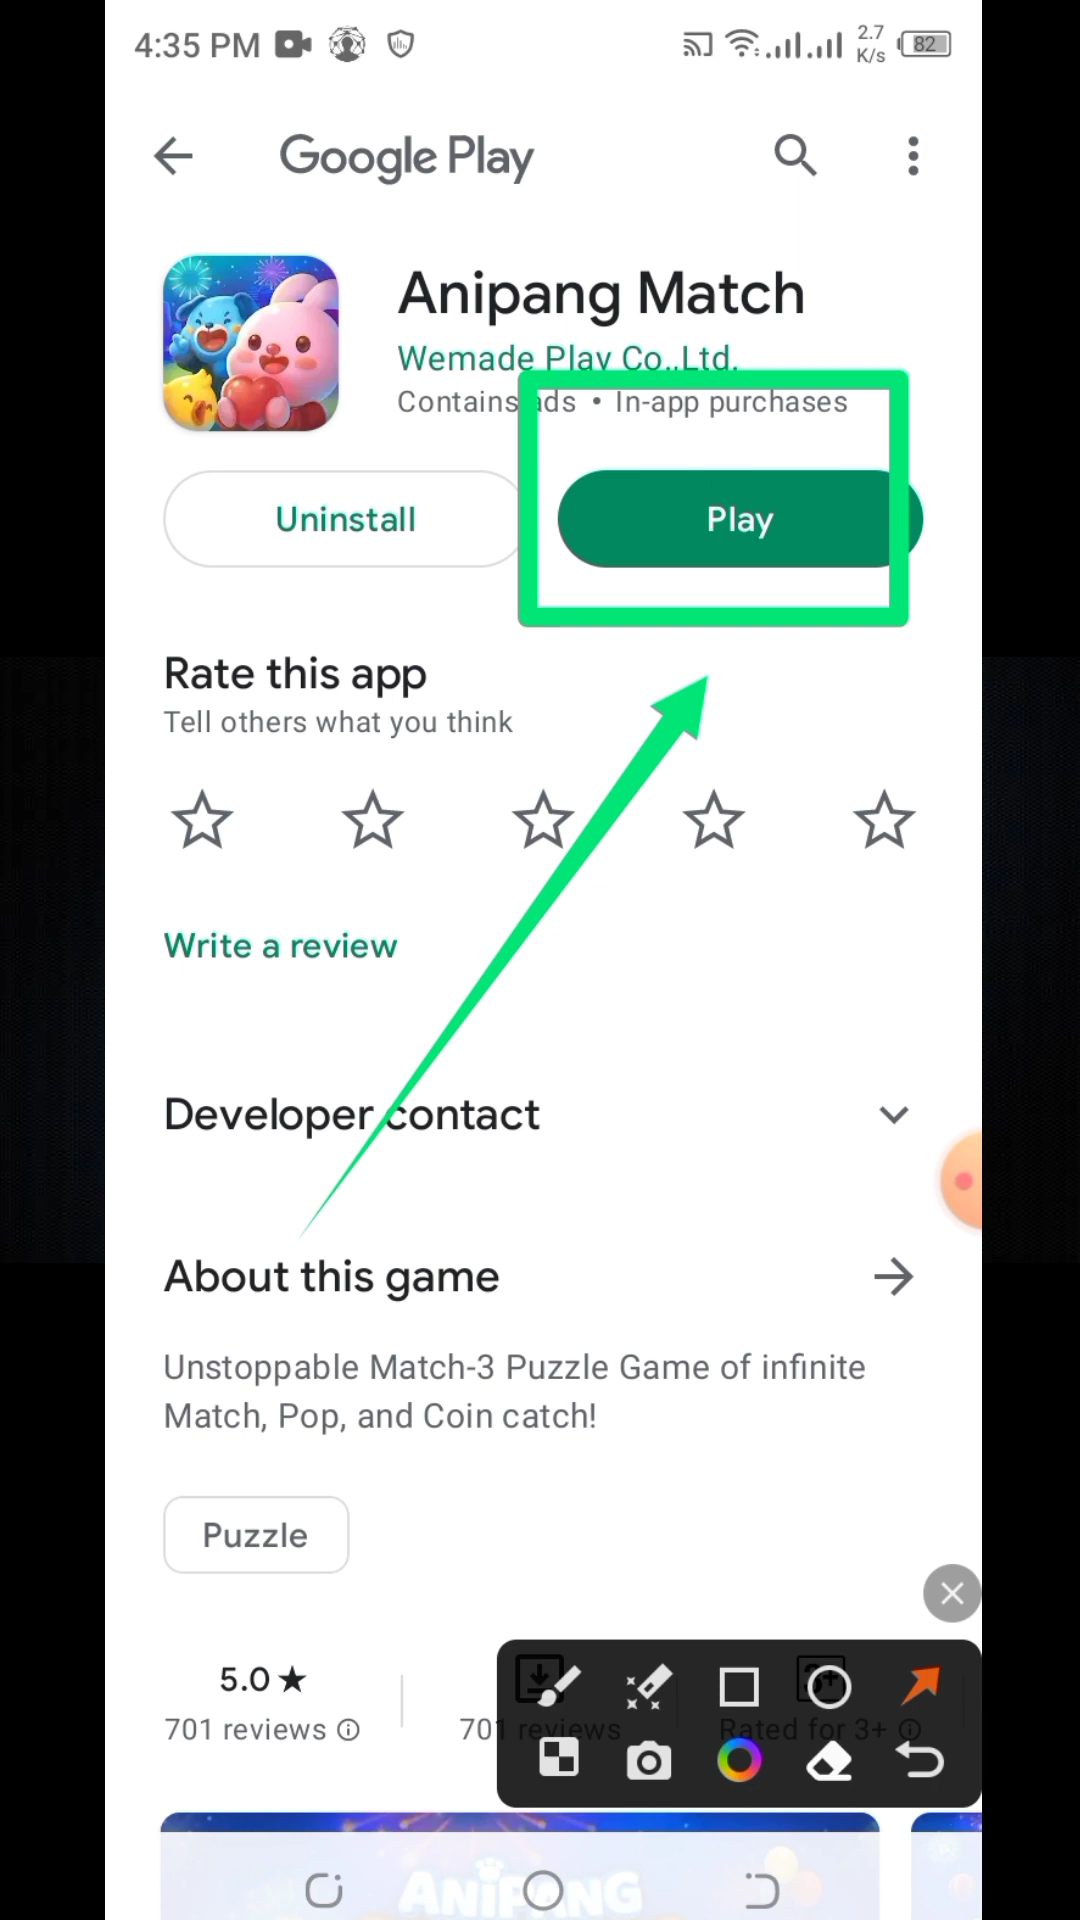 4:35 PM
2.7
K/s
82
Google Play
Anipang Match
Wemade Play Co.,Ltd.
Contains ads • In-app purchases
Uninstall
Play
Rate this app
Tell others what you think
Write a review
Developer contact
About this game
Unstoppable Match-3 Puzzle Game of infinite
Match, Pop, and Coin catch!
Puzzle
5.0★
3+
701 reviews
701 reviews
Rated for 3+
ANIPANG